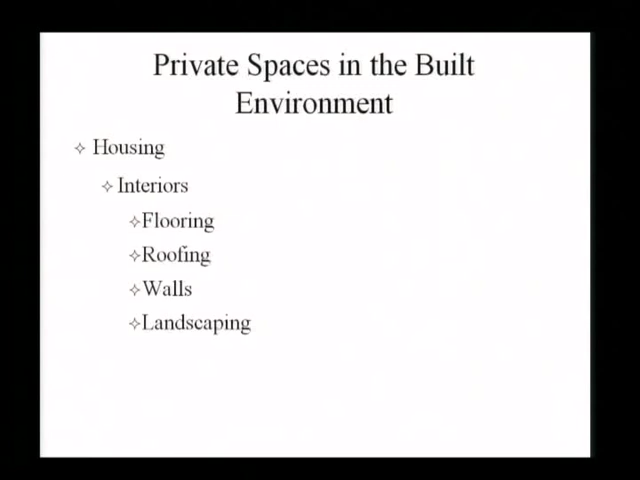 Private Spaces in the Built
Environment
Housing
Interiors
Flooring
Roofing
Walls
Landscaping